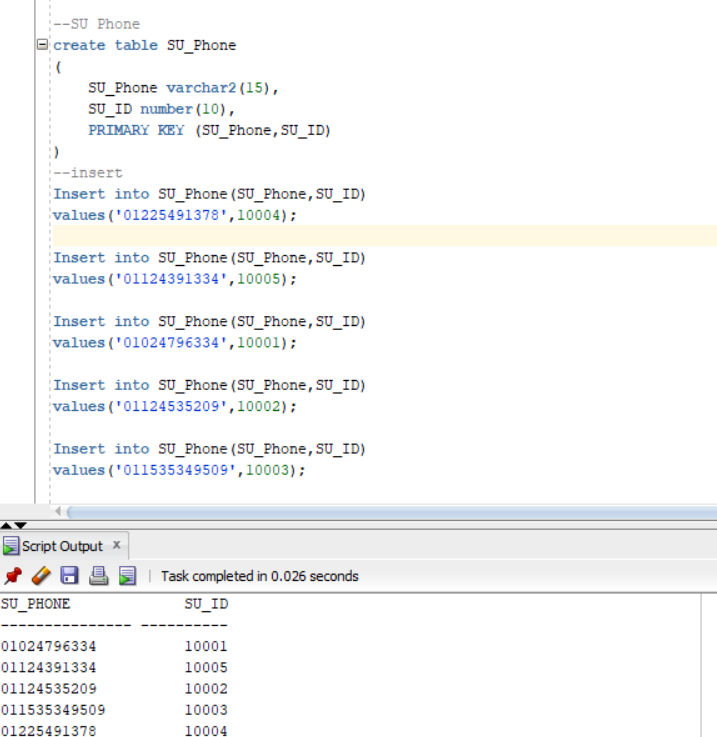 --SU Phone
create table SU_Phone
(
SU_Phone varchar2(15),
SU_ID number(10),
PRIMARY KEY (SU_Phone,SU_ID)
)
--insert
Insert into SU_Phone(SU_Phone,SU_ID)
values('01225491378',10004);
Insert into SU_Phone(SU_Phone,SU_ID)
values('01124391334',10005);
Insert into SU_Phone(SU_Phone,SU_ID)
values('01024796334',10001);
Insert into SU_Phone(SU_Phone,SU_ID)
values('01124535209',10002);
Insert into SU_Phone(SU_Phone,SU_ID)
values('011535349509',10003);
Script Output x
Task completed in 0.026 seconds
SU_PHONE SU_ID
--------------- ----------
01024796334 10001
01124391334 10005
01124535209 10002
011535349509 10003
01225491378 10004